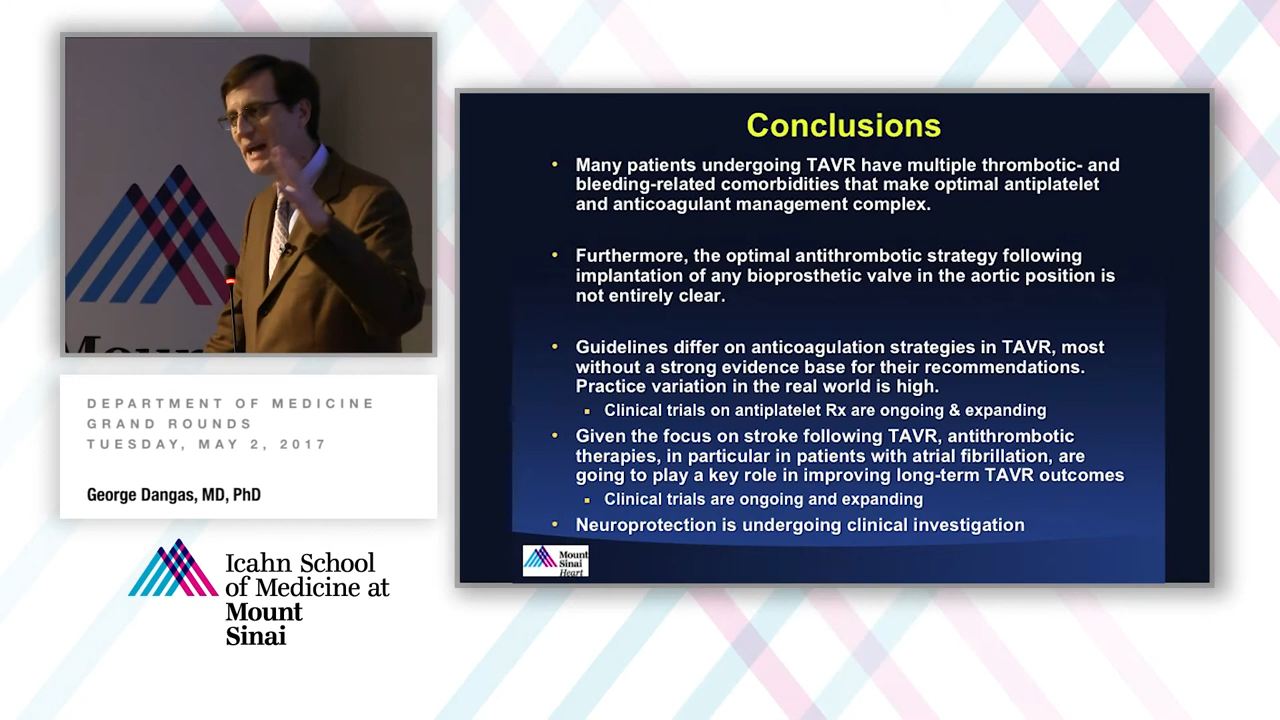 Mount
DEPARTMENT OF MEDICINE
GRAND ROUNDS
TUESDAY, MAY 2, 2017
George Dangas, MD, PhD
Icahn School
of Medicine at
Mount
Sinai
Conclusions
• Many patients undergoing TAVR have multiple thrombotic- and
bleeding-related comorbidities that make optimal antiplatelet
and anticoagulant management complex.
• Furthermore, the optimal antithrombotic strategy following
implantation of any bioprosthetic valve in the aortic position is
not entirely clear.
• Guidelines differ on anticoagulation strategies in TAVR, most
without a strong evidence base for their recommendations.
Practice variation in the real world is high.
▪ Clinical trials on antiplatelet Rx are ongoing & expanding
• Given the focus on stroke following TAVR, antithrombotic
therapies, in particular in patients with atrial fibrillation, are
going to play a key role in improving long-term TAVR outcomes
▪ Clinical trials are ongoing and expanding
• Neuroprotection is undergoing clinical investigation
Mount
Sinai
Heart